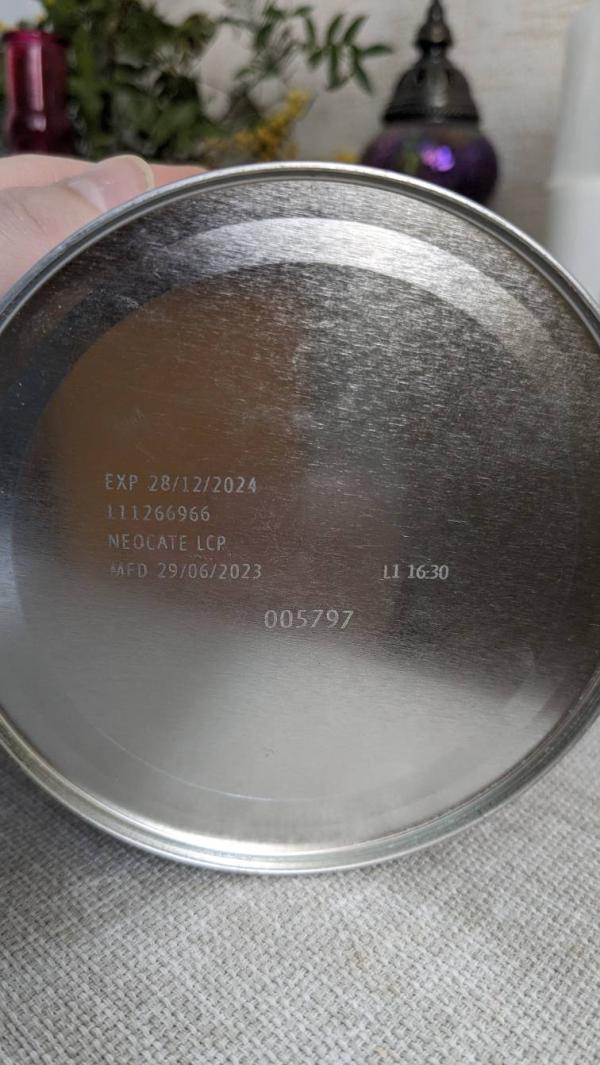 EXP 28/12/2024
111266966
NEOCATE LCP
MFD 29/06/2023
L1 16:30
005797